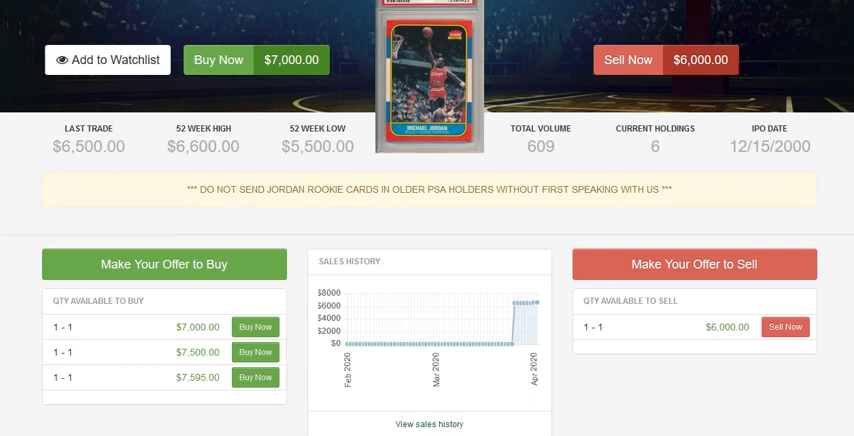 Add to Watchlist
Buy Now $7,000.00
MICHAEL JORDAN
Sell Now $6,000.00
LAST TRADE
$6,500.00
52 WEEK HIGH
$6,600.00
52 WEEK LOW
$5,500.00
TOTAL VOLUME
609
CURRENT HOLDINGS
6
IPO DATE
12/15/2000
*** DO NOT SEND JORDAN ROOKIE CARDS IN OLDER PSA HOLDERS WITHOUT FIRST SPEAKING WITH US ***
Make Your Offer to Buy
QTY AVAILABLE TO BUY
1 - 1 $7,000.00 Buy Now
1 - 1 $7,500.00 Buy Now
1 - 1 $7,595.00 Buy Now
SALES HISTORY
$8000
$6000
$4000
$2000
$0
Feb 2020
Mar 2020
Apr 2020
View sales history
Make Your Offer to Sell
QTY AVAILABLE TO SELL
1 - 1 $6,000.00 Sell Now